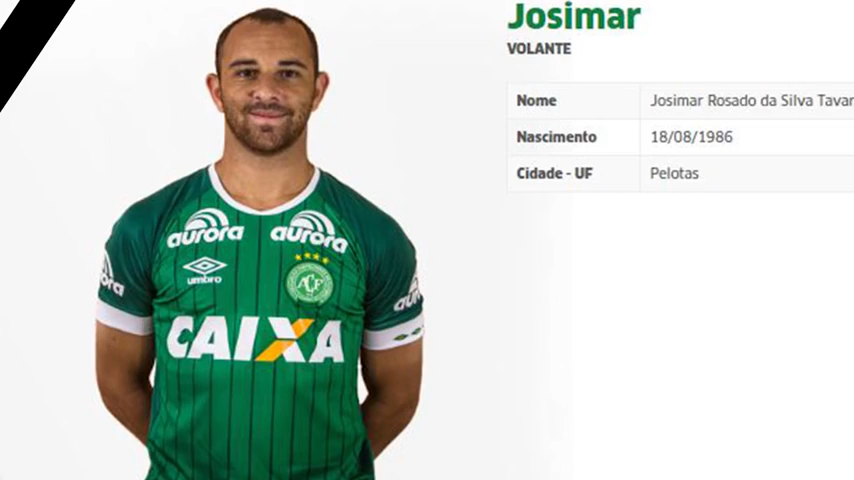 Josimar
VOLANTE
Nome Josimar Rosado da Silva Tavar
Nascimento 18/08/1986
Cidade - UF Pelotas
aurora aurora
umbro
ACF
CAIXA